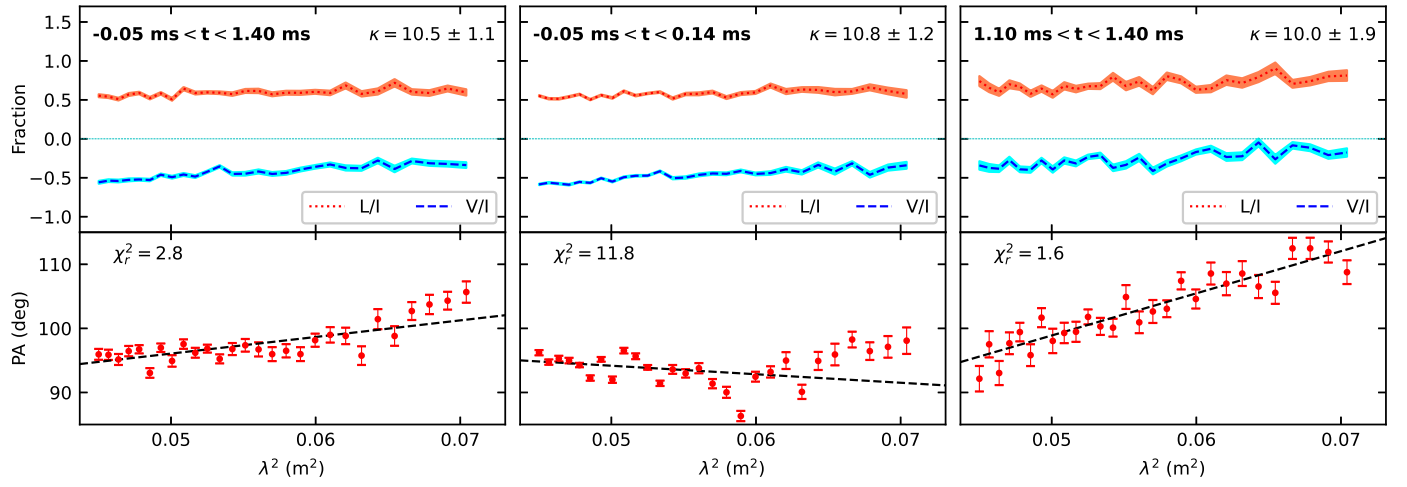 -0.05 ms < t < 1.40 ms κ = 10.5 ± 1.1
-0.05 ms < t < 0.14 ms κ = 10.8 ± 1.2
1.10 ms < t < 1.40 ms κ = 10.0 ± 1.9
Fraction
1.5
1.0
0.5
0.0
−0.5
−1.0
L/I V/I
L/I V/I
L/I V/I
PA (deg)
110
100
90
χ²ᵣ = 2.8
χ²ᵣ = 11.8
χ²ᵣ = 1.6
0.05 0.06 0.07
0.05 0.06 0.07
0.05 0.06 0.07
λ² (m²)
λ² (m²)
λ² (m²)